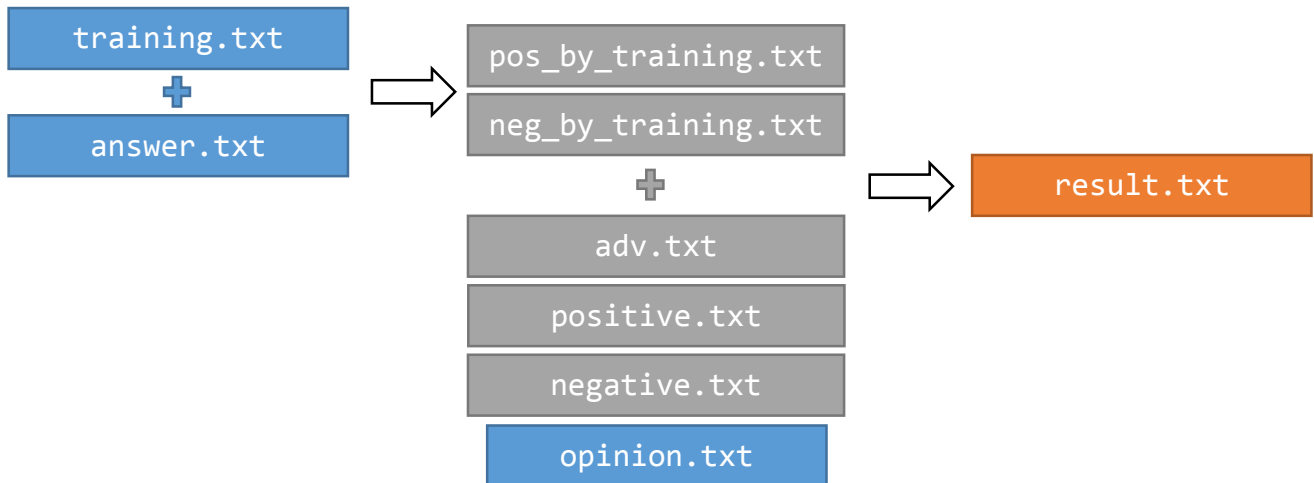 training.txt
answer.txt
pos_by_training.txt
neg_by_training.txt
adv.txt
positive.txt
negative.txt
opinion.txt
result.txt